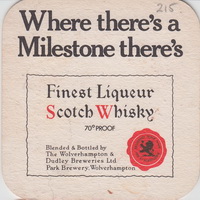 215.
Where there's a
Milestone there's
Finest Liqueur
Scotch Whisky
70° PROOF
Blended & Bottled by
The Wolverhampton &
Dudley Breweries Ltd
Park Brewery, Wolverhampton